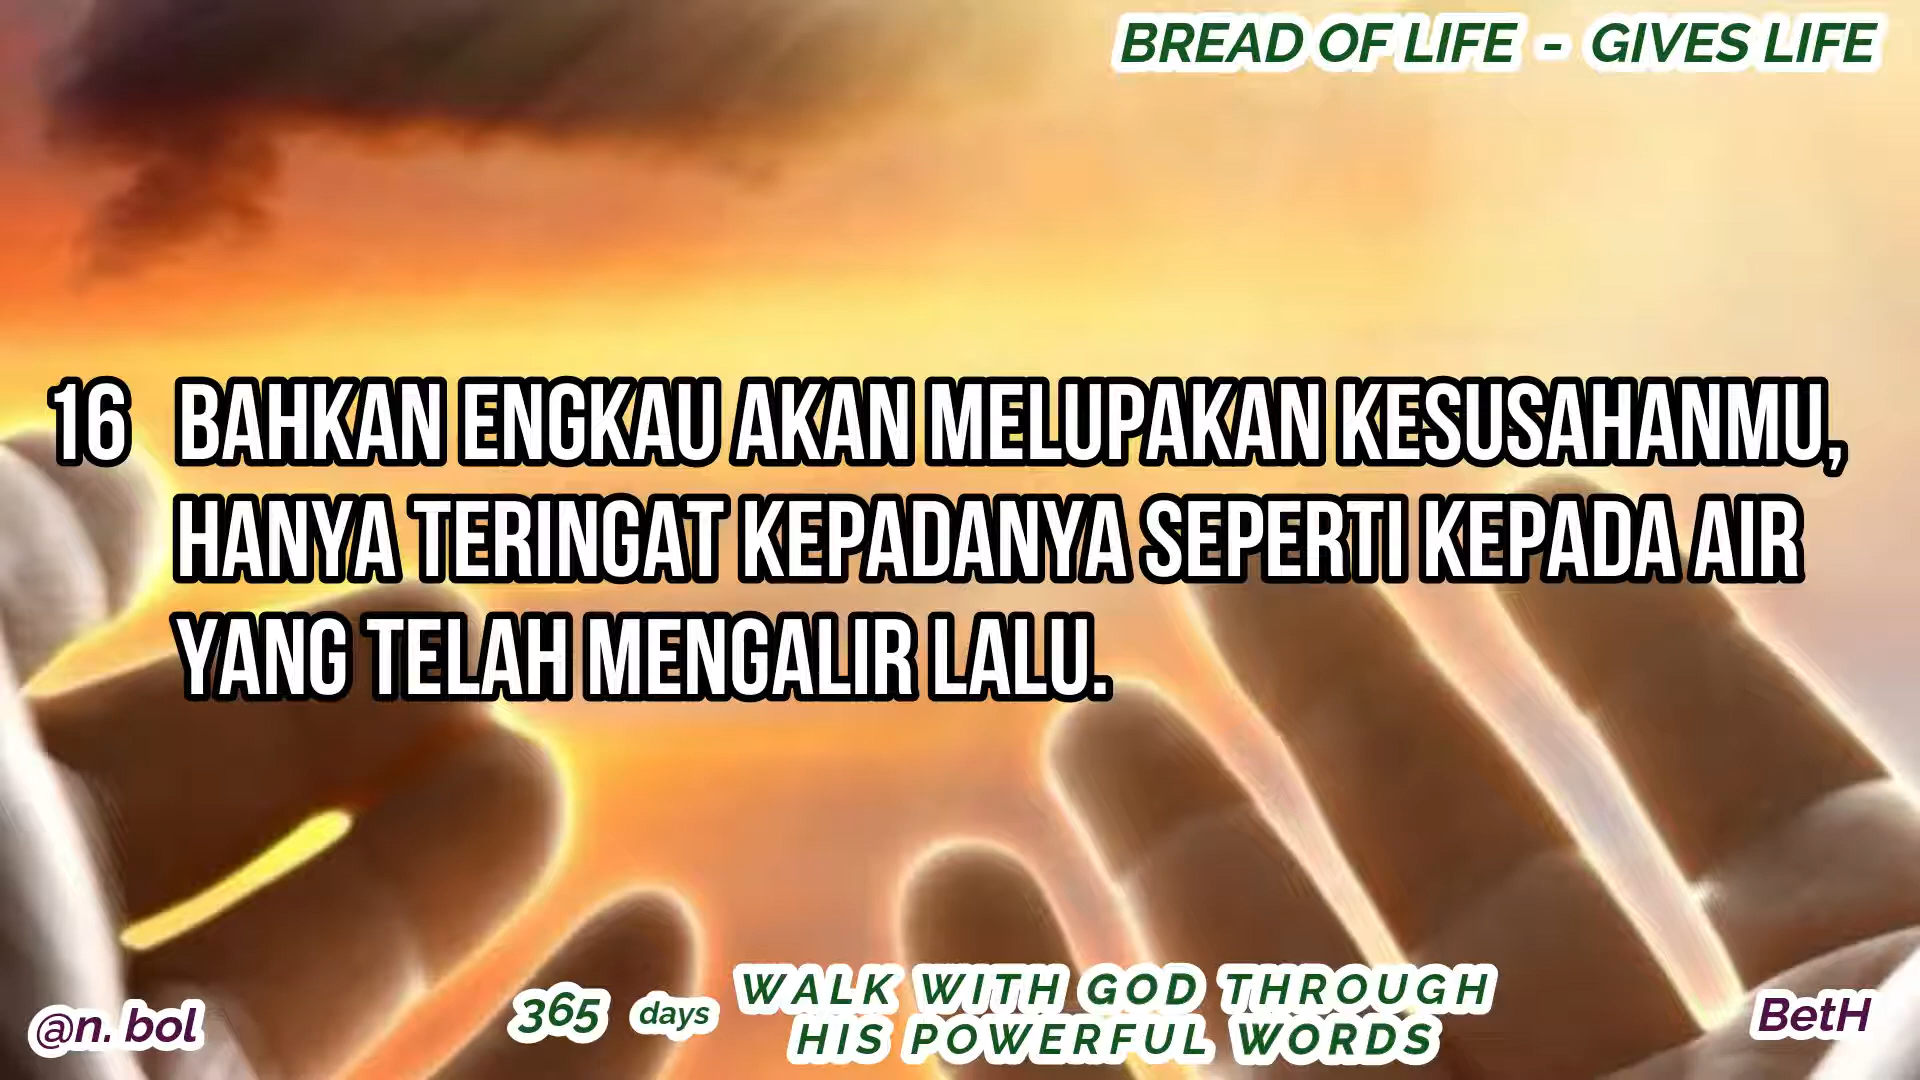 BREAD OF LIFE - GIVES LIFE
16 BAHKAN ENGKAU AKAN MELUPAKAN KESUSAHANMU,
HANYA TERINGAT KEPADANYA SEPERTI KEPADA AIR
YANG TELAH MENGALIR LALU.
@n. bol
365 days
WALK WITH GOD THROUGH
HIS POWERFUL WORDS
BetH